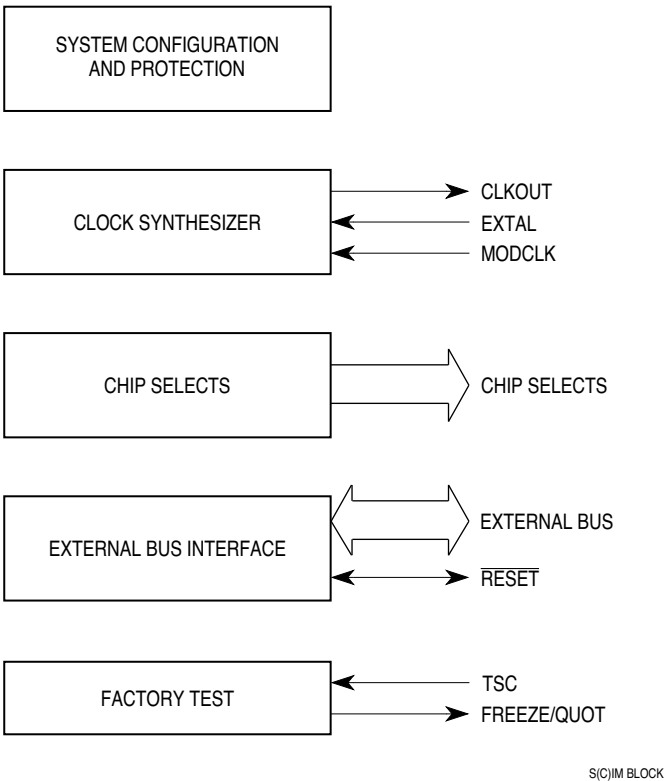 SYSTEM CONFIGURATION
AND PROTECTION
CLOCK SYNTHESIZER
CLKOUT
EXTAL
MODCLK
CHIP SELECTS
CHIP SELECTS
EXTERNAL BUS INTERFACE
EXTERNAL BUS
RESET
FACTORY TEST
TSC
FREEZE/QUOT
S(C)IM BLOCK